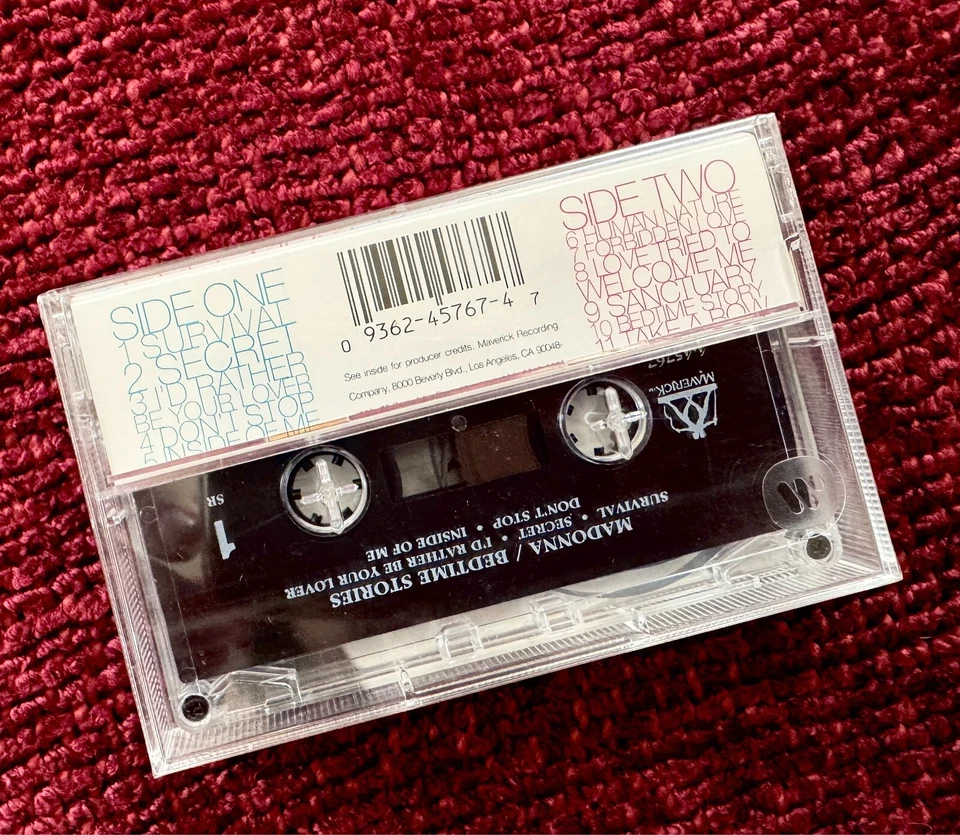 SIDE ONE
1 SURVIVAL
2 SECRET
3 I'D RATHER
BE YOUR LOVER
4 DON'T STOP
5 INSIDE OF ME
0 9362-45767-4 7
See inside for producer credits. Maverick Recording
Company, 8000 Beverly Blvd., Los Angeles, CA 90048-
SIDE TWO
6 HUMAN NATURE
7 FORBIDDEN LOVE
8 LOVE TRIED TO
WELCOME ME
9 SANCTUARY
10 BEDTIME STORY
11 TAKE A BOW
MADONNA / BEDTIME STORIES
SURVIVAL • SECRET • I'D RATHER BE YOUR LOVER
DON'T STOP • INSIDE OF ME
1
SR
MAVERICK